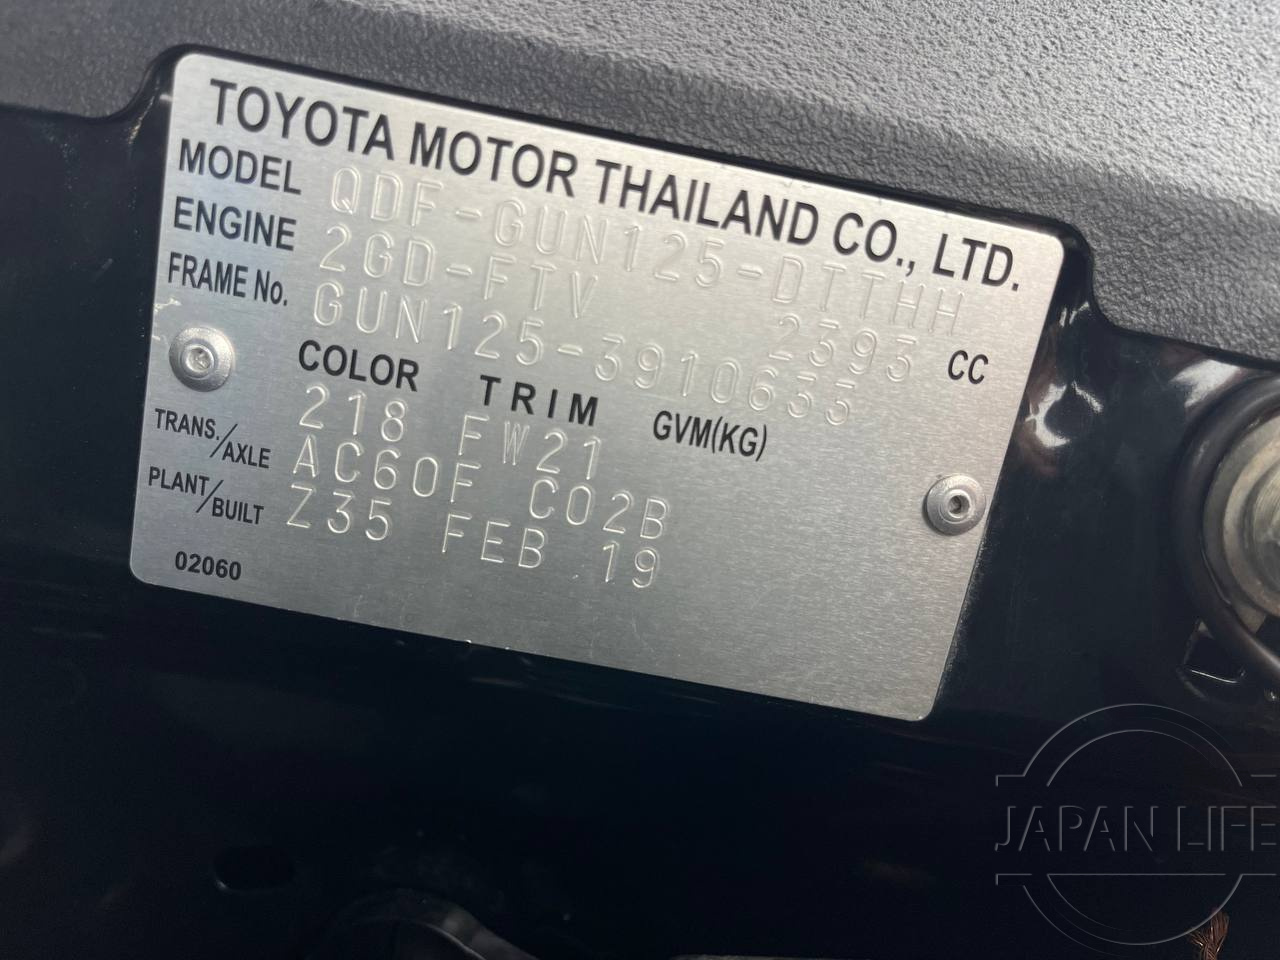 TOYOTA MOTOR THAILAND CO., LTD.
MODEL QDF-GUN125-DTTHH
ENGINE 2GD-FTV 2393 CC
FRAME No. GUN125-3910635
COLOR TRIM GVM(KG)
218 FW21
TRANS./AXLE AC60F C02B
PLANT/BUILT Z35 FEB 19
02060
JAPAN LIFE